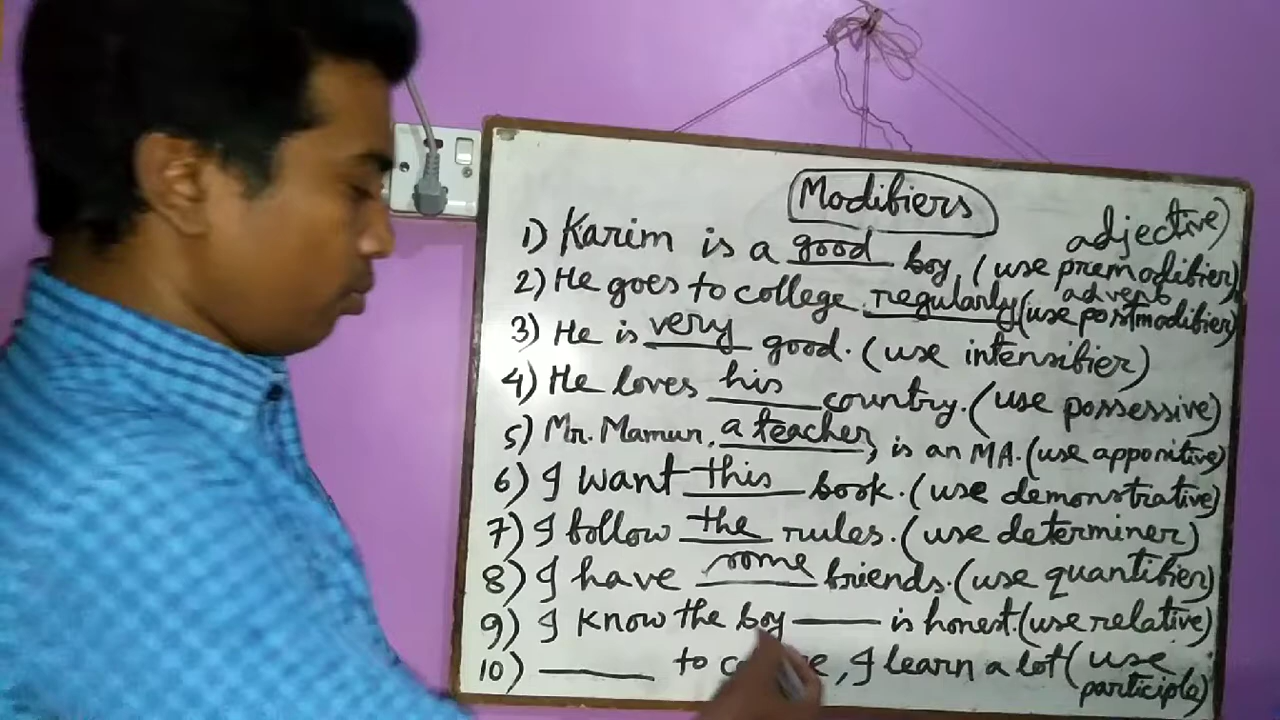 Modifiers
1) Karim is a good boy. (use premodifier) adjective)
2) He goes to college regularly (use postmodifier) adverb
3) He is very good. (use intensifier)
4) He loves his country. (use possessive)
5) Mr. Mamun, a teacher, is an MA. (use appositive)
6) I want this book. (use demonstrative)
7) I follow the rules. (use determiner)
8) I have some friends. (use quantifier)
9) I know the boy ____ is honest. (use relative)
10) ____ to , I learn a lot (use participle)